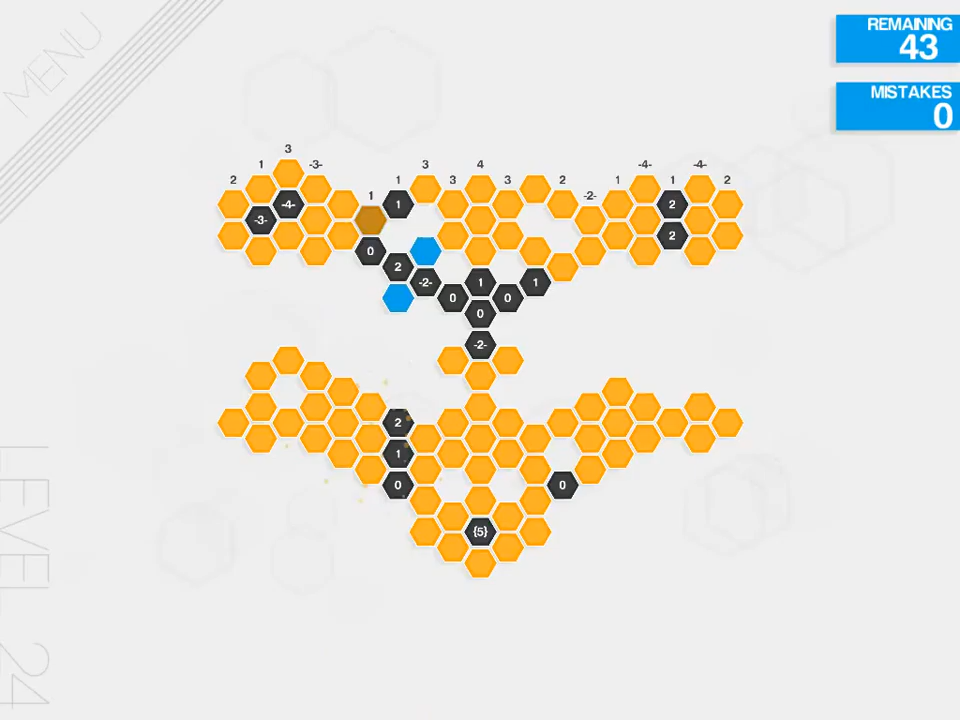 MENU
REMAINING
43
MISTAKES
0
3
1 -3- 3 4 -4- -4-
2 1 1 3 3 2 -2- 1 1 2
-4- 1 2
-3-
2
0
2
-2- 1 1
0 0
0
-2-
2
1
0 0
{5}
LEVEL 24